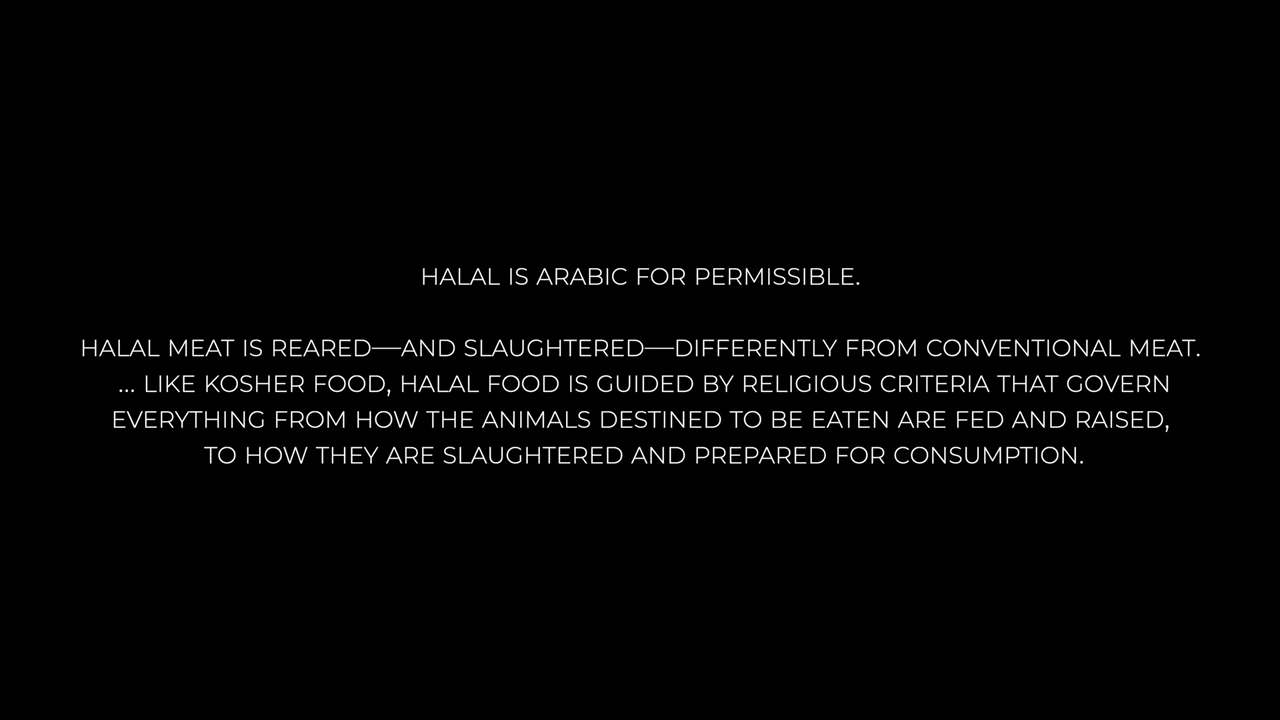 HALAL IS ARABIC FOR PERMISSIBLE.
HALAL MEAT IS REARED—AND SLAUGHTERED—DIFFERENTLY FROM CONVENTIONAL MEAT.
... LIKE KOSHER FOOD, HALAL FOOD IS GUIDED BY RELIGIOUS CRITERIA THAT GOVERN
EVERYTHING FROM HOW THE ANIMALS DESTINED TO BE EATEN ARE FED AND RAISED,
TO HOW THEY ARE SLAUGHTERED AND PREPARED FOR CONSUMPTION.